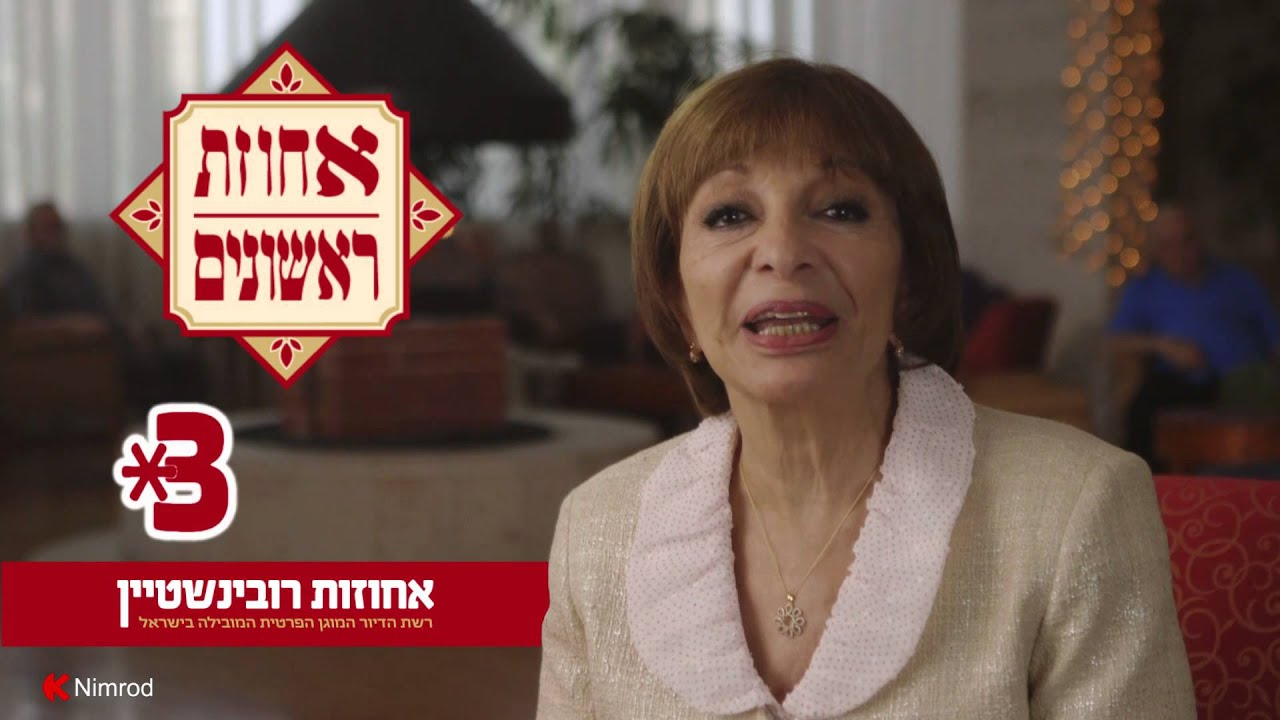 אחוזת
ראשונים
*3
אחוזות רובינשטיין
רשת הדיור המוגן הפרטית המובילה בישראל
Nimrod